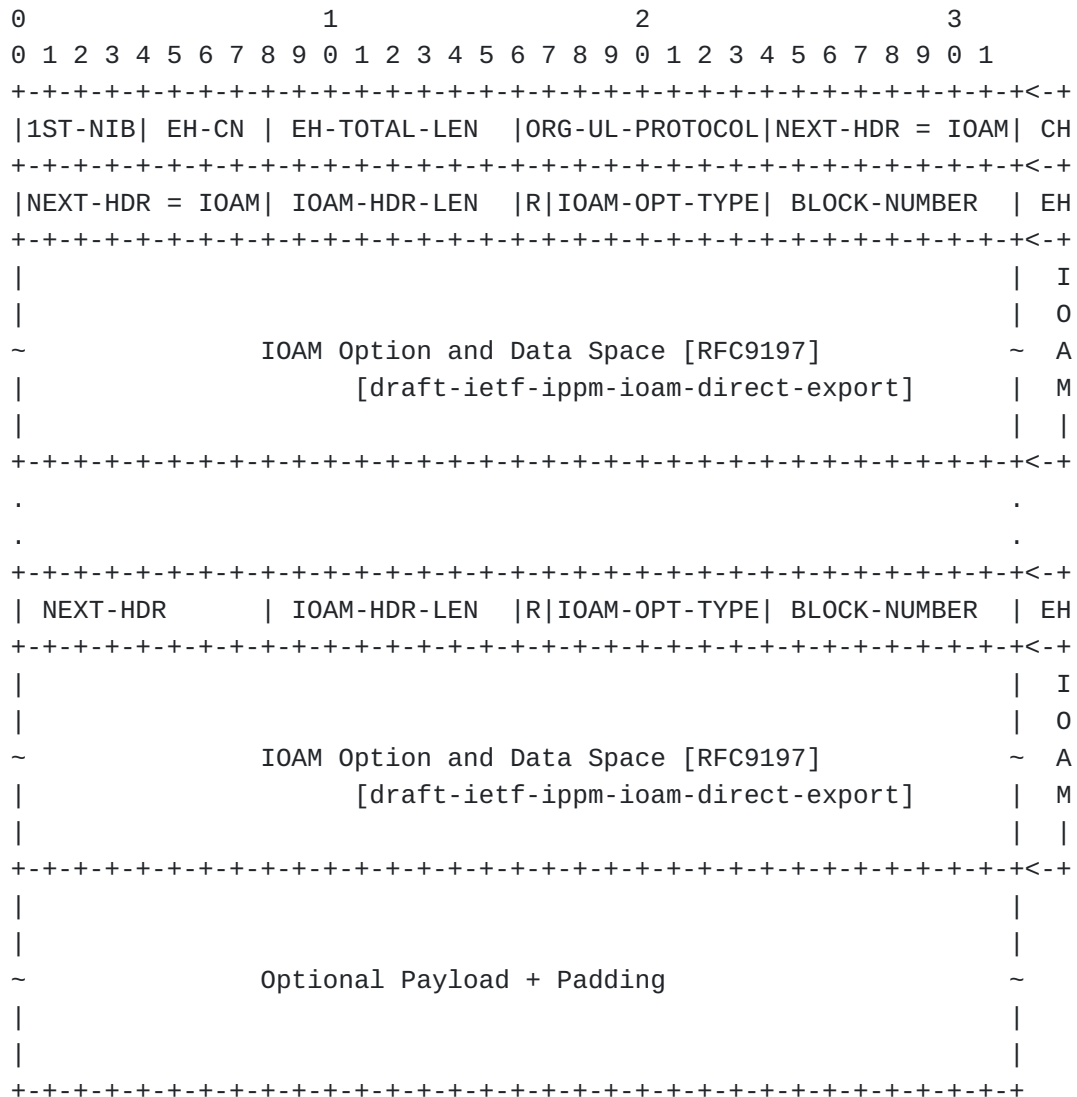 0                   1                   2                   3
0 1 2 3 4 5 6 7 8 9 0 1 2 3 4 5 6 7 8 9 0 1 2 3 4 5 6 7 8 9 0 1
+-+-+-+-+-+-+-+-+-+-+-+-+-+-+-+-+-+-+-+-+-+-+-+-+-+-+-+-+-+-+-+-+<-+
|1ST-NIB| EH-CN | EH-TOTAL-LEN  |ORG-UL-PROTOCOL|NEXT-HDR = IOAM| CH
+-+-+-+-+-+-+-+-+-+-+-+-+-+-+-+-+-+-+-+-+-+-+-+-+-+-+-+-+-+-+-+-+<-+
|NEXT-HDR = IOAM| IOAM-HDR-LEN  |R|IOAM-OPT-TYPE| BLOCK-NUMBER  | EH
+-+-+-+-+-+-+-+-+-+-+-+-+-+-+-+-+-+-+-+-+-+-+-+-+-+-+-+-+-+-+-+-+<-+
|                                                               |  I
|                                                               |  O
~               IOAM Option and Data Space [RFC9197]            ~  A
|                     [draft-ietf-ippm-ioam-direct-export]      |  M
|                                                               |  |
+-+-+-+-+-+-+-+-+-+-+-+-+-+-+-+-+-+-+-+-+-+-+-+-+-+-+-+-+-+-+-+-+<-+
.                                                               .
.                                                               .
+-+-+-+-+-+-+-+-+-+-+-+-+-+-+-+-+-+-+-+-+-+-+-+-+-+-+-+-+-+-+-+-+<-+
| NEXT-HDR      | IOAM-HDR-LEN  |R|IOAM-OPT-TYPE| BLOCK-NUMBER  | EH
+-+-+-+-+-+-+-+-+-+-+-+-+-+-+-+-+-+-+-+-+-+-+-+-+-+-+-+-+-+-+-+-+<-+
|                                                               |  I
|                                                               |  O
~               IOAM Option and Data Space [RFC9197]            ~  A
|                     [draft-ietf-ippm-ioam-direct-export]      |  M
|                                                               |  |
+-+-+-+-+-+-+-+-+-+-+-+-+-+-+-+-+-+-+-+-+-+-+-+-+-+-+-+-+-+-+-+-+<-+
|                                                               |
|                                                               |
~               Optional Payload + Padding                      ~
|                                                               |
|                                                               |
+-+-+-+-+-+-+-+-+-+-+-+-+-+-+-+-+-+-+-+-+-+-+-+-+-+-+-+-+-+-+-+-+